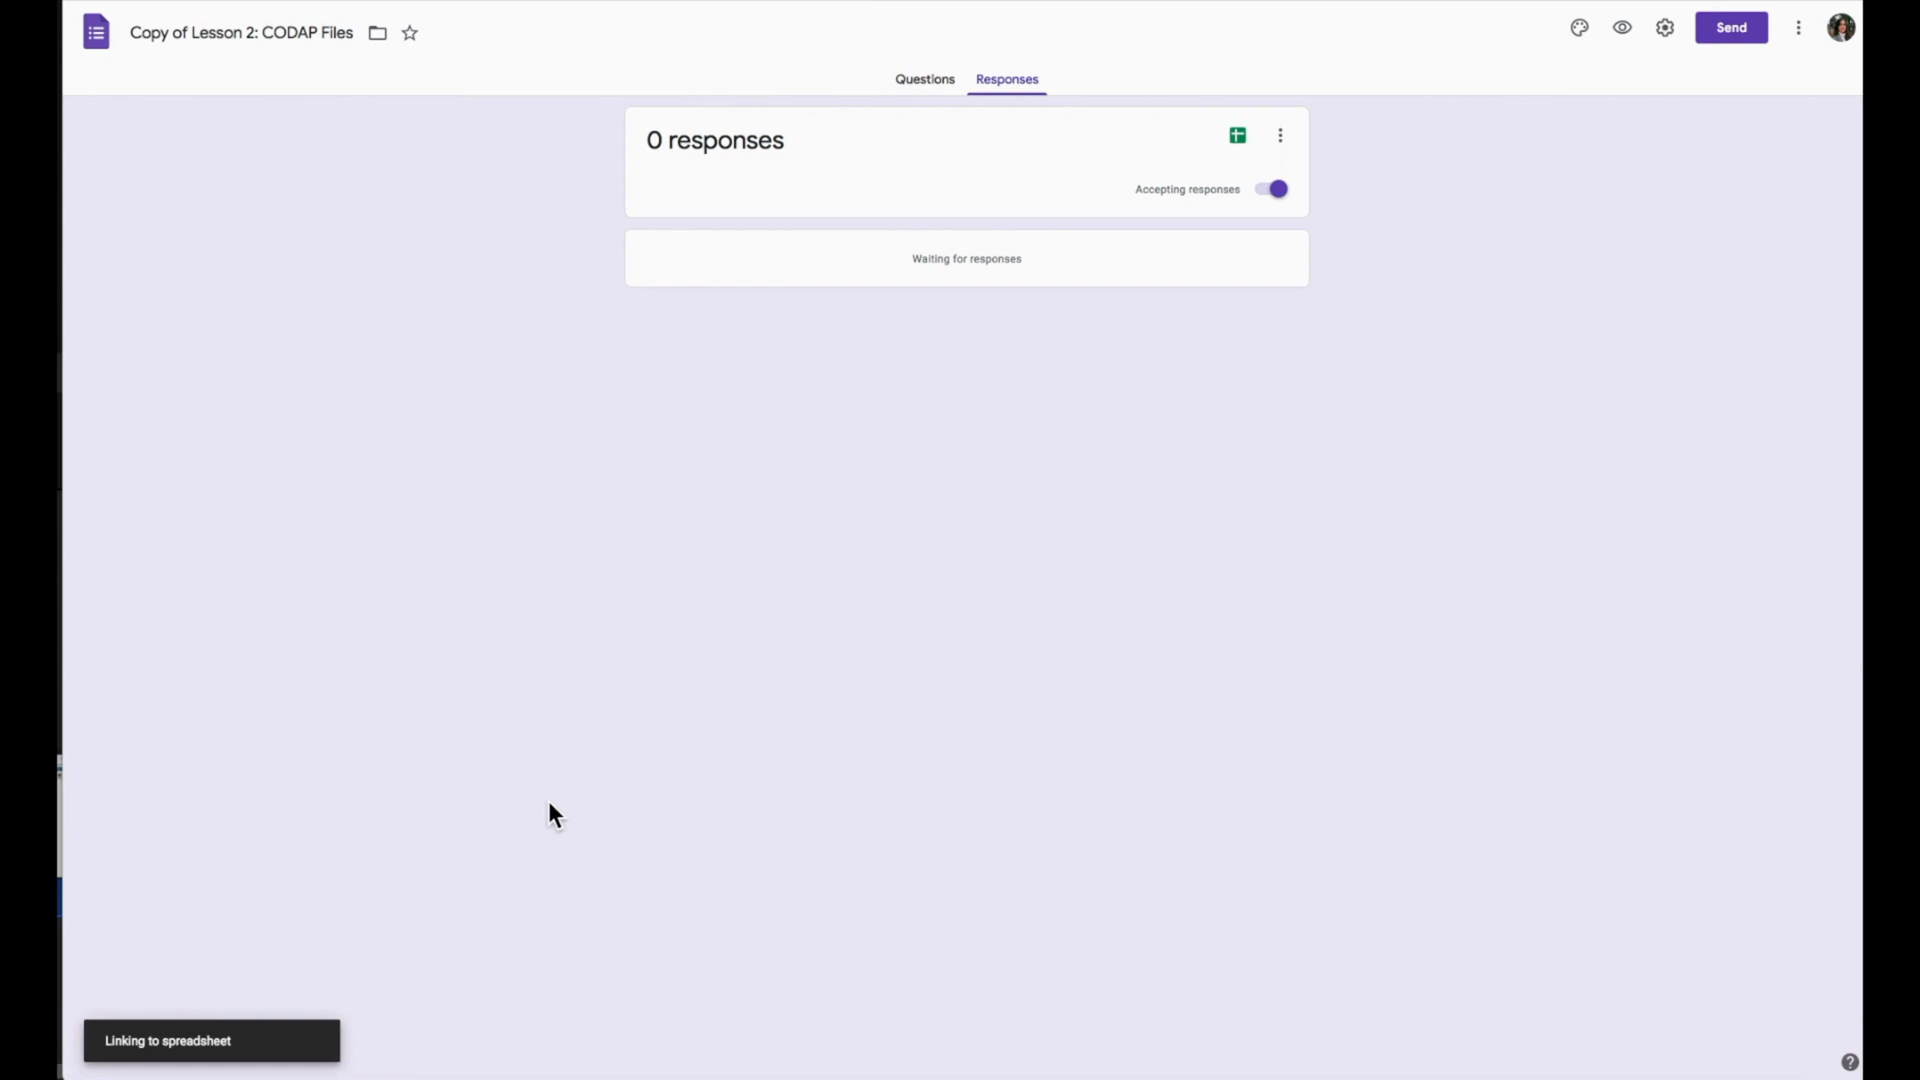 Copy of Lesson 2: CODAP Files
Send
Questions
Responses
0 responses
Accepting responses
Waiting for responses
Linking to spreadsheet